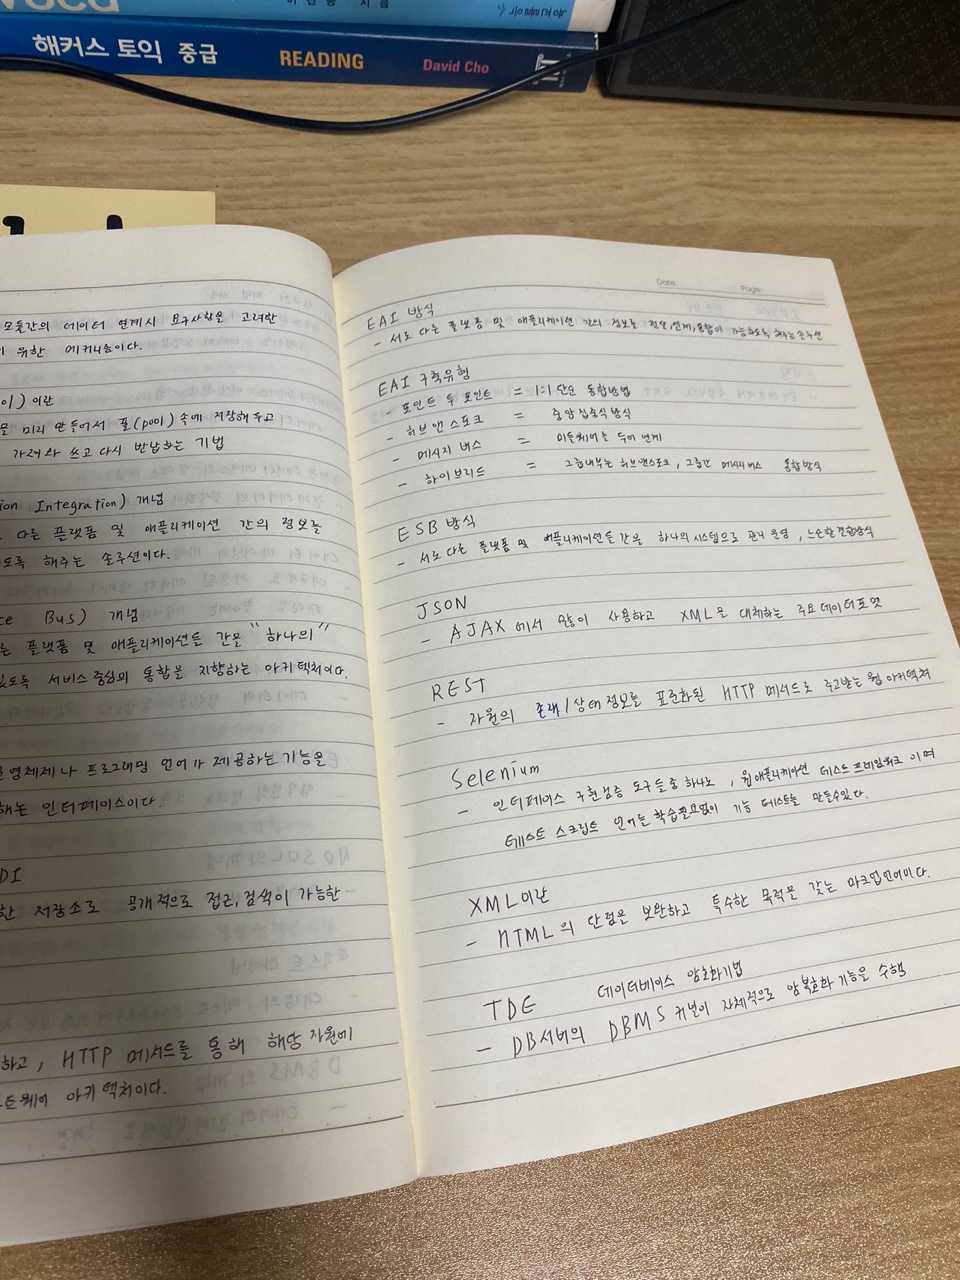 해커스 토익 중급 READING David Cho
모듈간의 데이터 연계시 요구사항을 고려한
위한 메커니즘이다.
ol) 이란
미리 만들어서 풀(pool) 속에 저장해 두고
가져와 쓰고 다시 반납하는 기법
ion Integration) 개념
다른 플랫폼 및 애플리케이션 간의 정보를
도록 해주는 솔루션이다.
ce Bus) 개념
는 플랫폼 및 애플리케이션들 간을 "하나의"
있도록 서비스 중심의 통합을 지향하는 아키텍처이다.
운영체제나 프로그래밍 언어가 제공하는 기능을
해논 인터페이스이다
DI
한 저장소로 공개적으로 접근, 검색이 가능한
하고, HTTP 메서드를 통해 해당 자원에
트웨어 아키텍처이다.
Date Page
EAI 방식
- 서로 다른 플랫폼 및 애플리케이션 간의 정보를 전달,연계,통합이 가능하도록 해주는 솔루션
EAI 구축유형
- 포인트 투 포인트 = 1:1 단순 통합방법
- 허브 앤 스포크 = 중앙 집중식 방식
- 메시지 버스 = 미들웨어를 두어 연계
- 하이브리드 = 그룹내부는 허브앤스포크, 그룹간 메시지버스 통합방식
ESB 방식
- 서로 다른 플랫폼 및 애플리케이션들 간을 하나의 시스템으로 관리 운영, 느슨한 결합방식
JSON
- AJAX에서 많이 사용하고 XML을 대체하는 주요 데이터포맷
REST
- 자원의 존재/상태 정보를 표준화된 HTTP 메서드로 주고받는 웹 아키텍처
Selenium
- 인터페이스 구현검증 도구들중 하나로, 웹애플리케이션 테스트 프레임워크 이며
테스트 스크립트 언어를 학습필요없이 기능 테스트를 만들수있다.
XML이란
- HTML의 단점을 보완하고 특수한 목적을 갖는 마크업언어이다.
TDE 데이터베이스 암호화기법
- DB서버의 DBMS 커널이 자체적으로 암복호화 기능을 수행